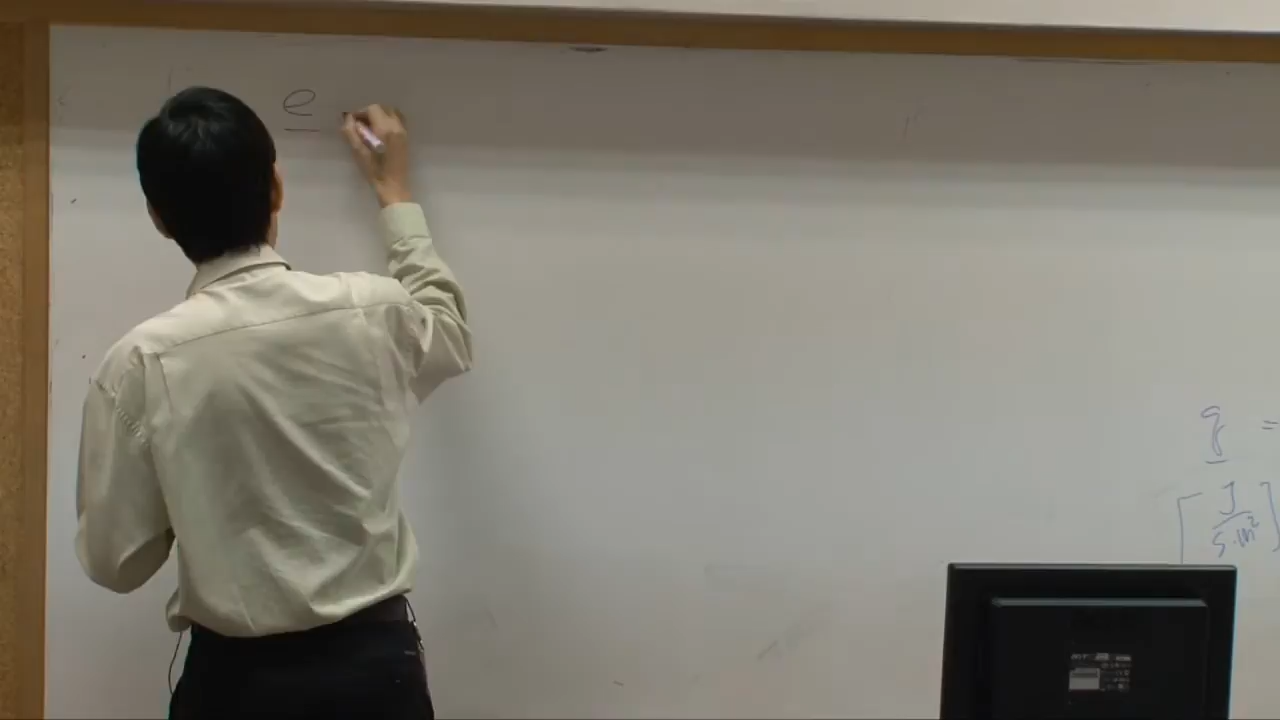 e
q =
[ J / s·m² ]